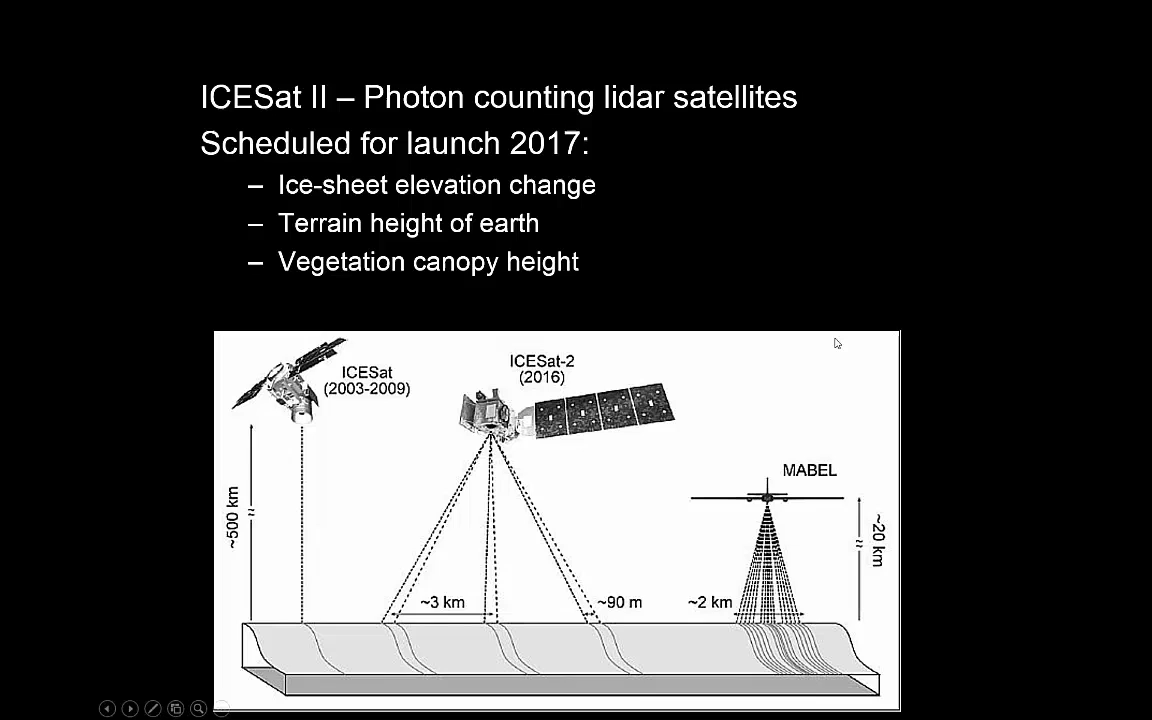 ICESat II – Photon counting lidar satellites
Scheduled for launch 2017:
– Ice-sheet elevation change
– Terrain height of earth
– Vegetation canopy height
ICESat
(2003-2009)
ICESat-2
(2016)
MABEL
~500 km
~20 km
~3 km
~90 m
~2 km